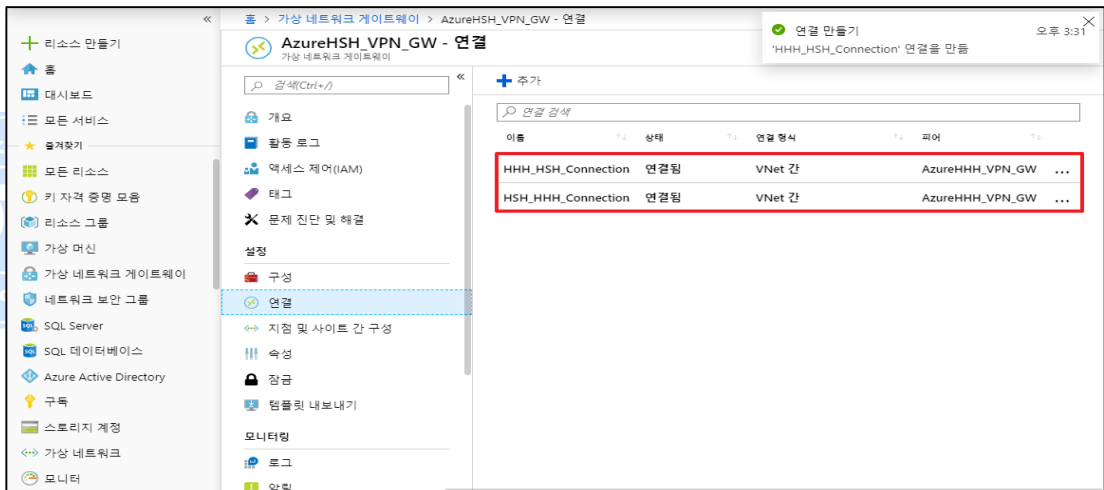 «
리소스 만들기
홈
대시보드
모든 서비스
즐겨찾기
모든 리소스
키 자격 증명 모음
리소스 그룹
가상 머신
가상 네트워크 게이트웨이
네트워크 보안 그룹
SQL Server
SQL 데이터베이스
Azure Active Directory
구독
스토리지 계정
가상 네트워크
모니터
홈 > 가상 네트워크 게이트웨이 > AzureHSH_VPN_GW - 연결
AzureHSH_VPN_GW - 연결
가상 네트워크 게이트웨이
검색(Ctrl+/)
«
개요
활동 로그
액세스 제어(IAM)
태그
문제 진단 및 해결
설정
구성
연결
지점 및 사이트 간 구성
속성
잠금
템플릿 내보내기
모니터링
로그
알림
연결 만들기 오후 3:31
'HHH_HSH_Connection' 연결을 만듦
추가
연결 검색
이름 상태 연결 형식 피어
HHH_HSH_Connection 연결됨 VNet 간 AzureHHH_VPN_GW ...
HSH_HHH_Connection 연결됨 VNet 간 AzureHHH_VPN_GW ...